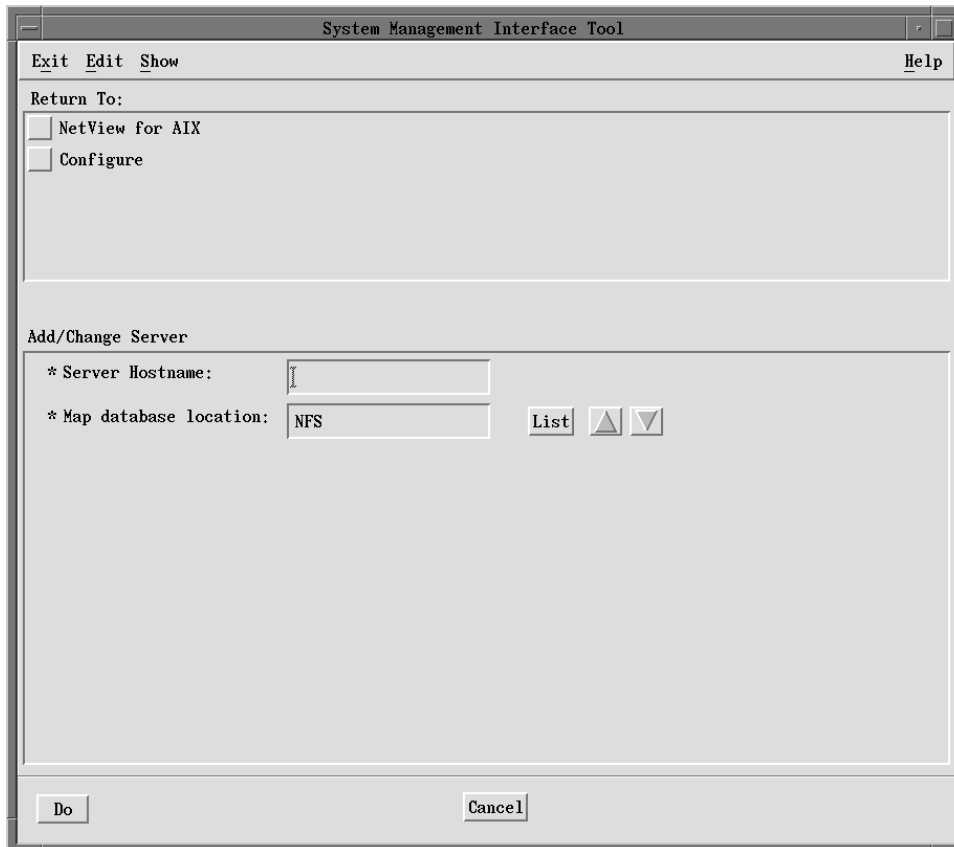 System Management Interface Tool
Exit Edit Show Help
Return To:
NetView for AIX
Configure
Add/Change Server
* Server Hostname:
* Map database location: NFS List
Do Cancel